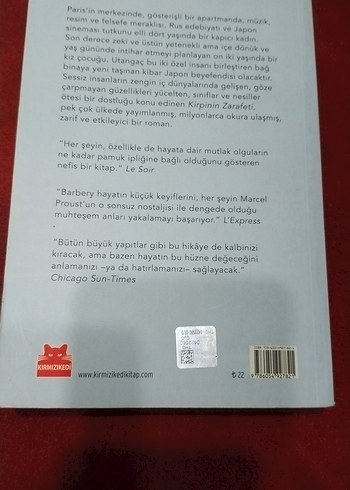 Paris'in merkezinde, gösterişli bir apartmanda, müzik,
resim ve felsefe meraklısı, Rus edebiyatı ve Japon
sineması tutkunu elli dört yaşında bir kapıcı kadın.
Son derece zeki ve üstün yetenekli ama içe dönük ve
yaş gününde intihar etmeyi planlayan on iki yaşında bir
kız çocuğu. Utangaç bu iki özel insanı birleştiren bağ
binaya yeni taşınan kibar Japon beyefendisi olacaktır.
Sessiz insanların zengin iç dünyalarında gelişen, göze
çarpmayan güzellikleri yücelten, sınıflar ve nesiller
ötesi bir dostluğu konu edinen Kirpinin Zarafeti,
pek çok ülkede yayımlanmış, milyonlarca okura ulaşmış,
zarif ve etkileyici bir roman.
"Her şeyin, özellikle de hayata dair mutlak olguların
ne kadar pamuk ipliğine bağlı olduğunu gösteren
nefis bir kitap." Le Soir
"Barbery hayatın küçük keyiflerini, her şeyin Marcel
Proust'un o sonsuz nostaljisi ile dengede olduğu
muhteşem anları yakalamayı başarıyor." L'Express
"Bütün büyük yapıtlar gibi bu hikâye de kalbinizi
kıracak, ama bazen hayatın bu hüzne değeceğini
anlamanızı –ya da hatırlamanızı– sağlayacak."
Chicago Sun-Times
KIRMIZIKEDİ
www.kirmizikedikitap.com
₺22